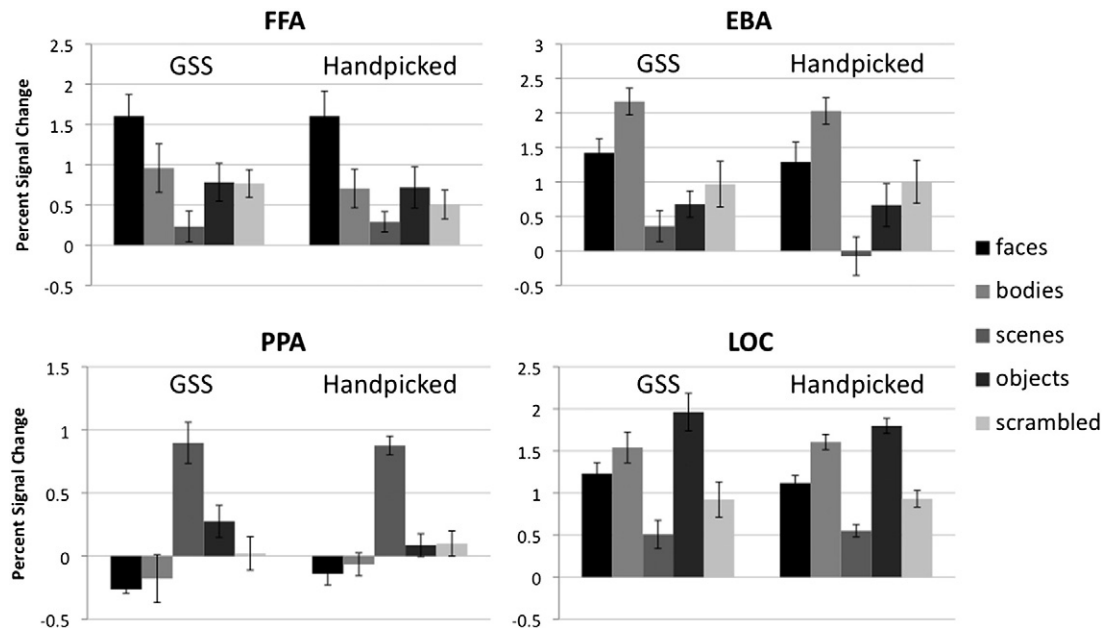 FFA
GSS Handpicked
Percent Signal Change
2.5
2
1.5
1
0.5
0
-0.5
EBA
GSS Handpicked
3
2.5
2
1.5
1
0.5
0
-0.5
PPA
GSS Handpicked
Percent Signal Change
1.5
1
0.5
0
-0.5
LOC
GSS Handpicked
2.5
2
1.5
1
0.5
0
-0.5
faces
bodies
scenes
objects
scrambled